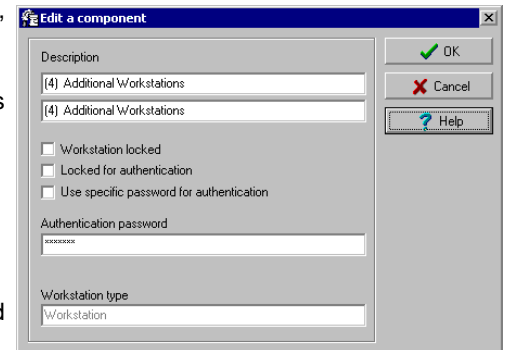 ,
Edit a component
Description
OK
(4) Additional Workstations
Cancel
(4) Additional Workstations
s
Help
Workstation locked
Locked for authentication
Use specific password for authentication
Authentication password
*******
Workstation type
d
Workstation